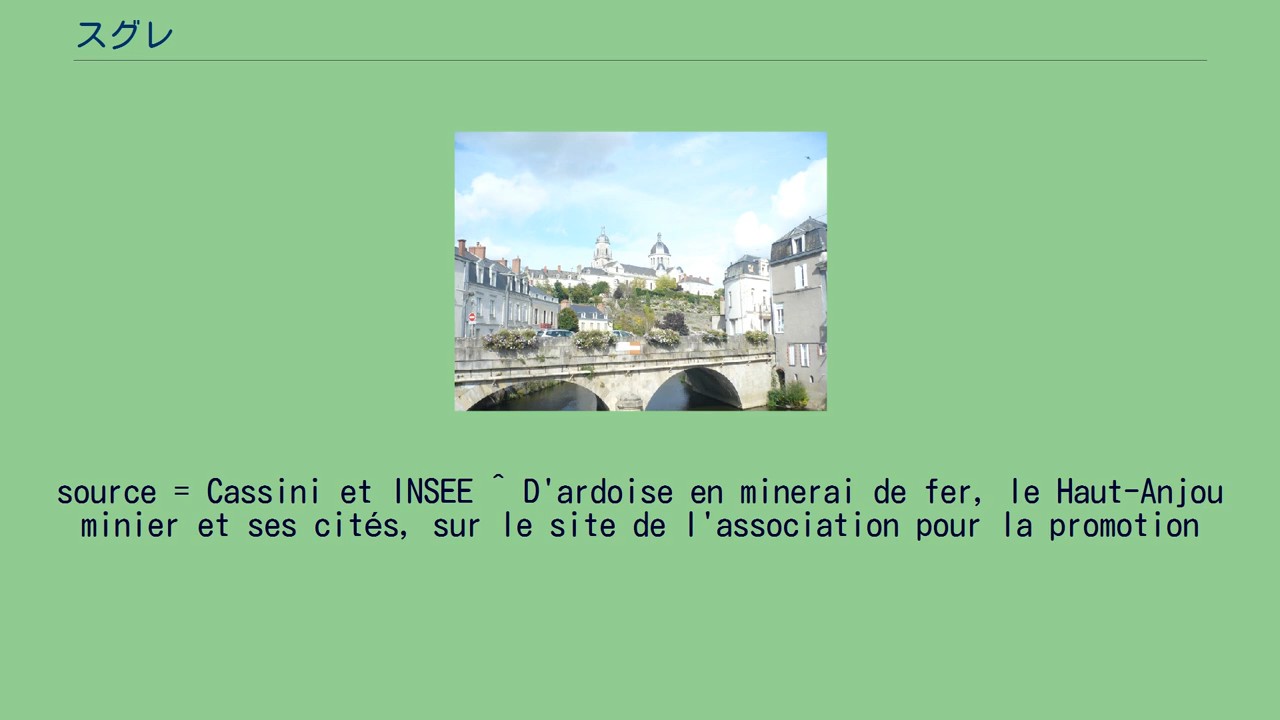 スグレ
source = Cassini et INSEE ^ D'ardoise en minerai de fer, le Haut-Anjou
minier et ses cités, sur le site de l'association pour la promotion